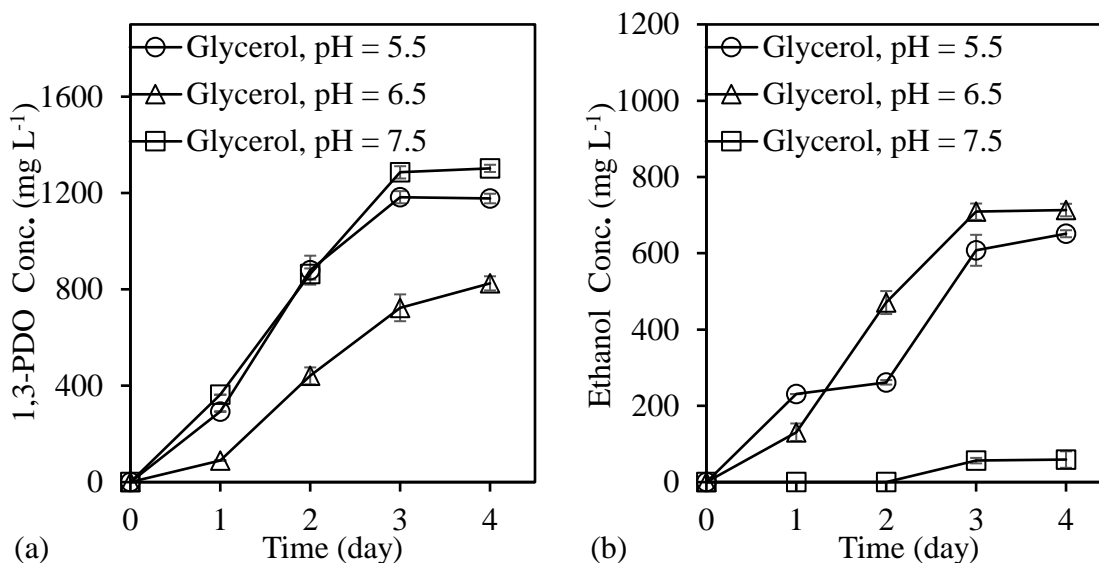 Glycerol, pH = 5.5
Glycerol, pH = 6.5
Glycerol, pH = 7.5
1,3-PDO Conc. (mg L-1)
1600
1200
800
400
0
0 1 2 3 4
Time (day)
(a)
Glycerol, pH = 5.5
Glycerol, pH = 6.5
Glycerol, pH = 7.5
Ethanol Conc. (mg L-1)
1200
1000
800
600
400
200
0
0 1 2 3 4
Time (day)
(b)